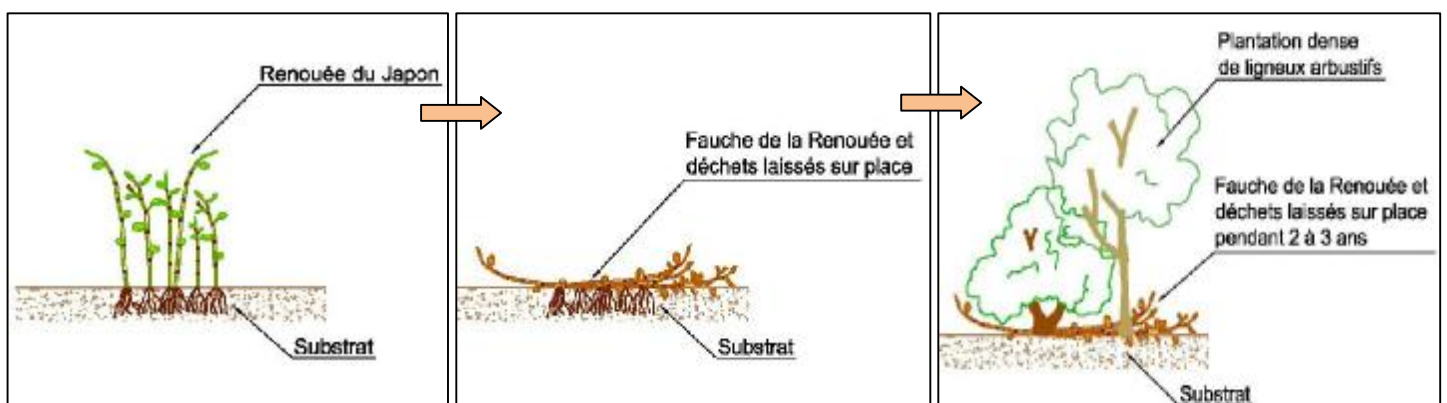 Renouée du Japon
Substrat
Fauche de la Renouée et
déchets laissés sur place
Substrat
Plantation dense
de ligneux arbustifs
Fauche de la Renouée et
déchets laissés sur place
pendant 2 à 3 ans
Substrat